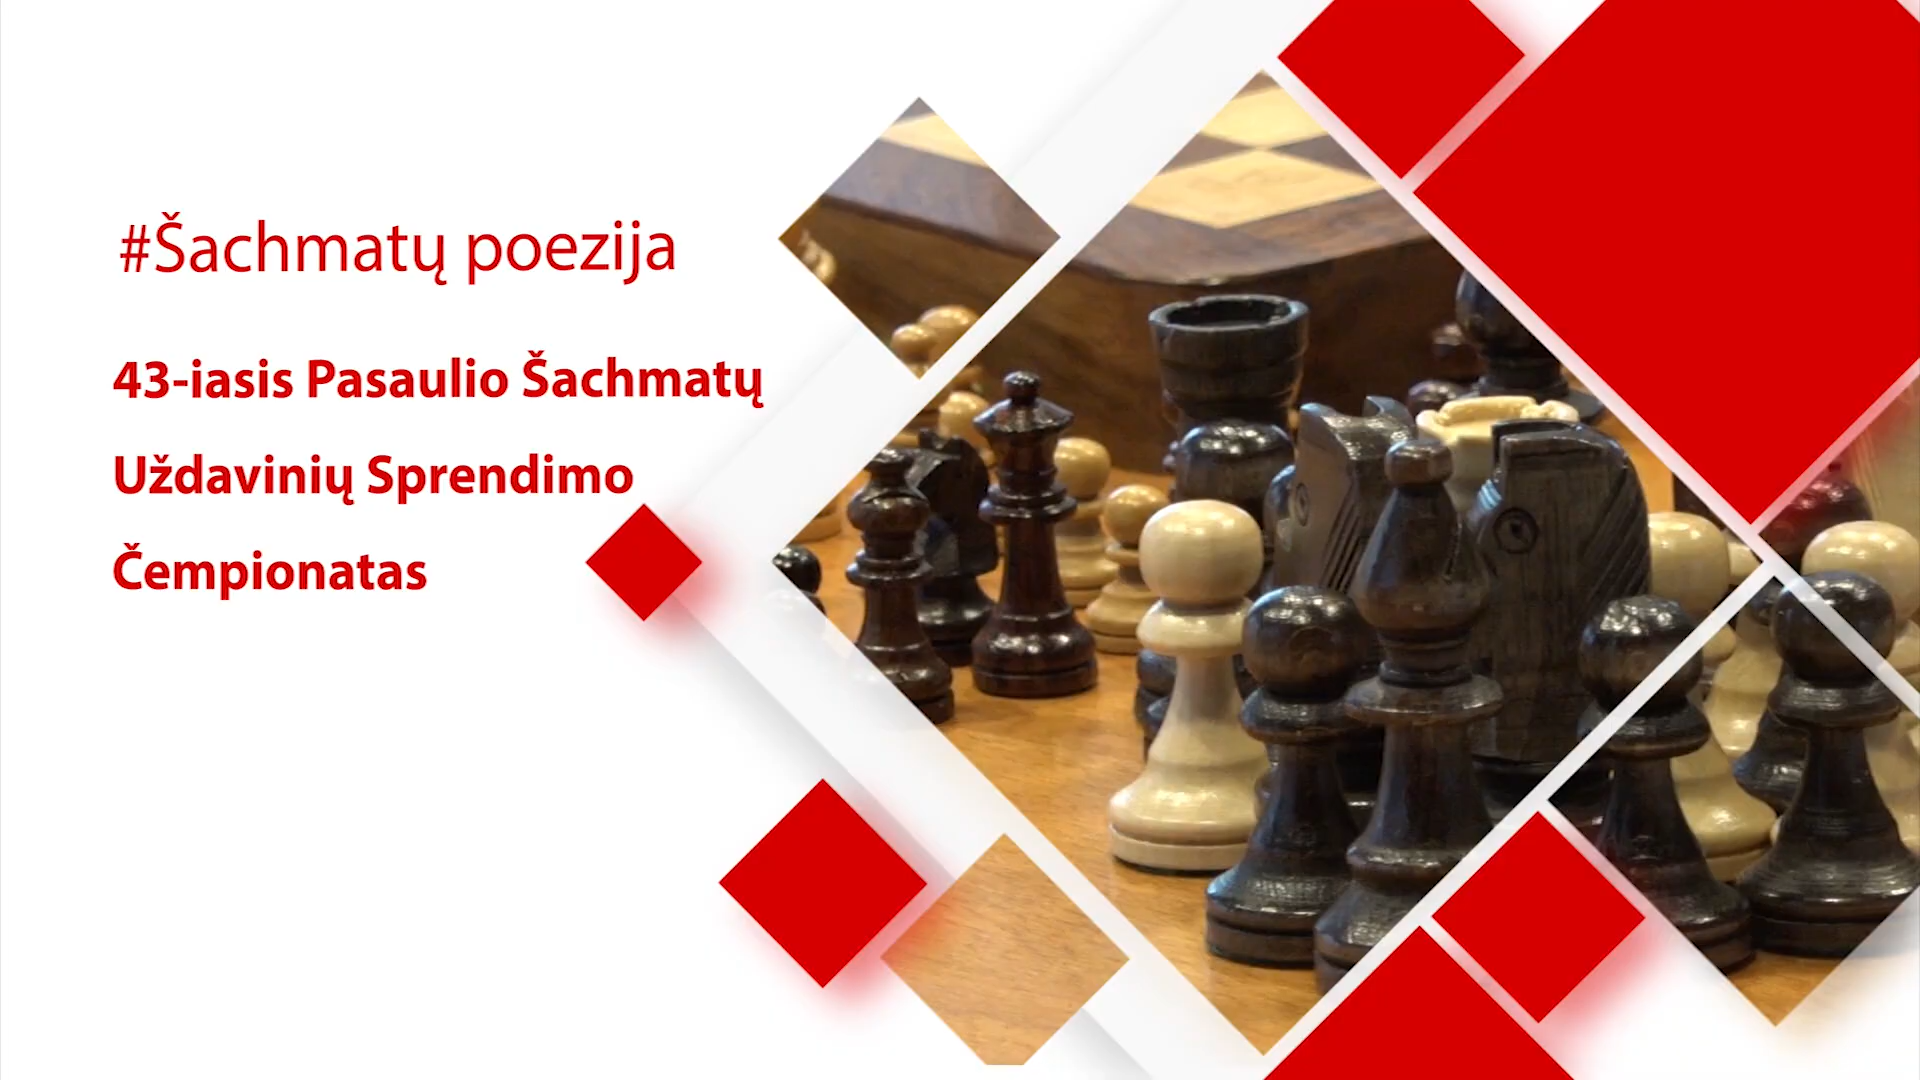 #Šachmatų poezija
43-iasis Pasaulio Šachmatų
Uždavinių Sprendimo
Čempionatas